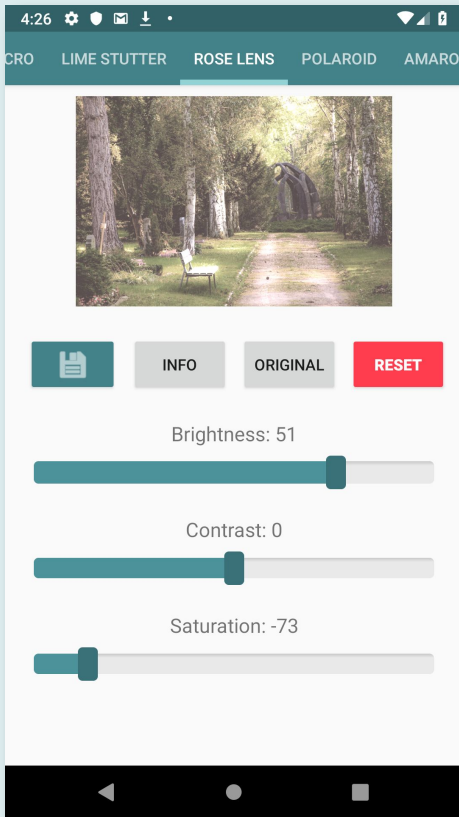 4:26
CRO LIME STUTTER ROSE LENS POLAROID AMARO
INFO ORIGINAL RESET
Brightness: 51
Contrast: 0
Saturation: -73